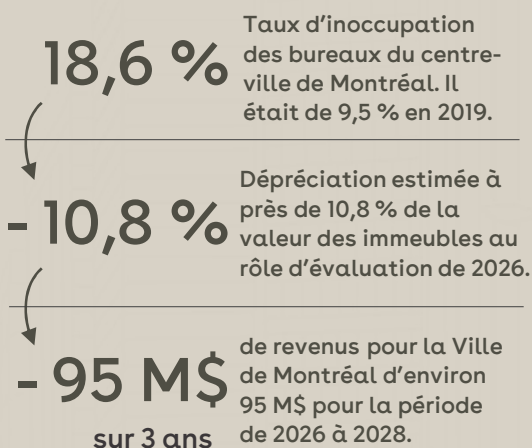 18,6 %
Taux d’inoccupation
des bureaux du centre-
ville de Montréal. Il
était de 9,5 % en 2019.
- 10,8 %
Dépréciation estimée à
près de 10,8 % de la
valeur des immeubles au
rôle d’évaluation de 2026.
- 95 M$
sur 3 ans
de revenus pour la Ville
de Montréal d’environ
95 M$ pour la période
de 2026 à 2028.